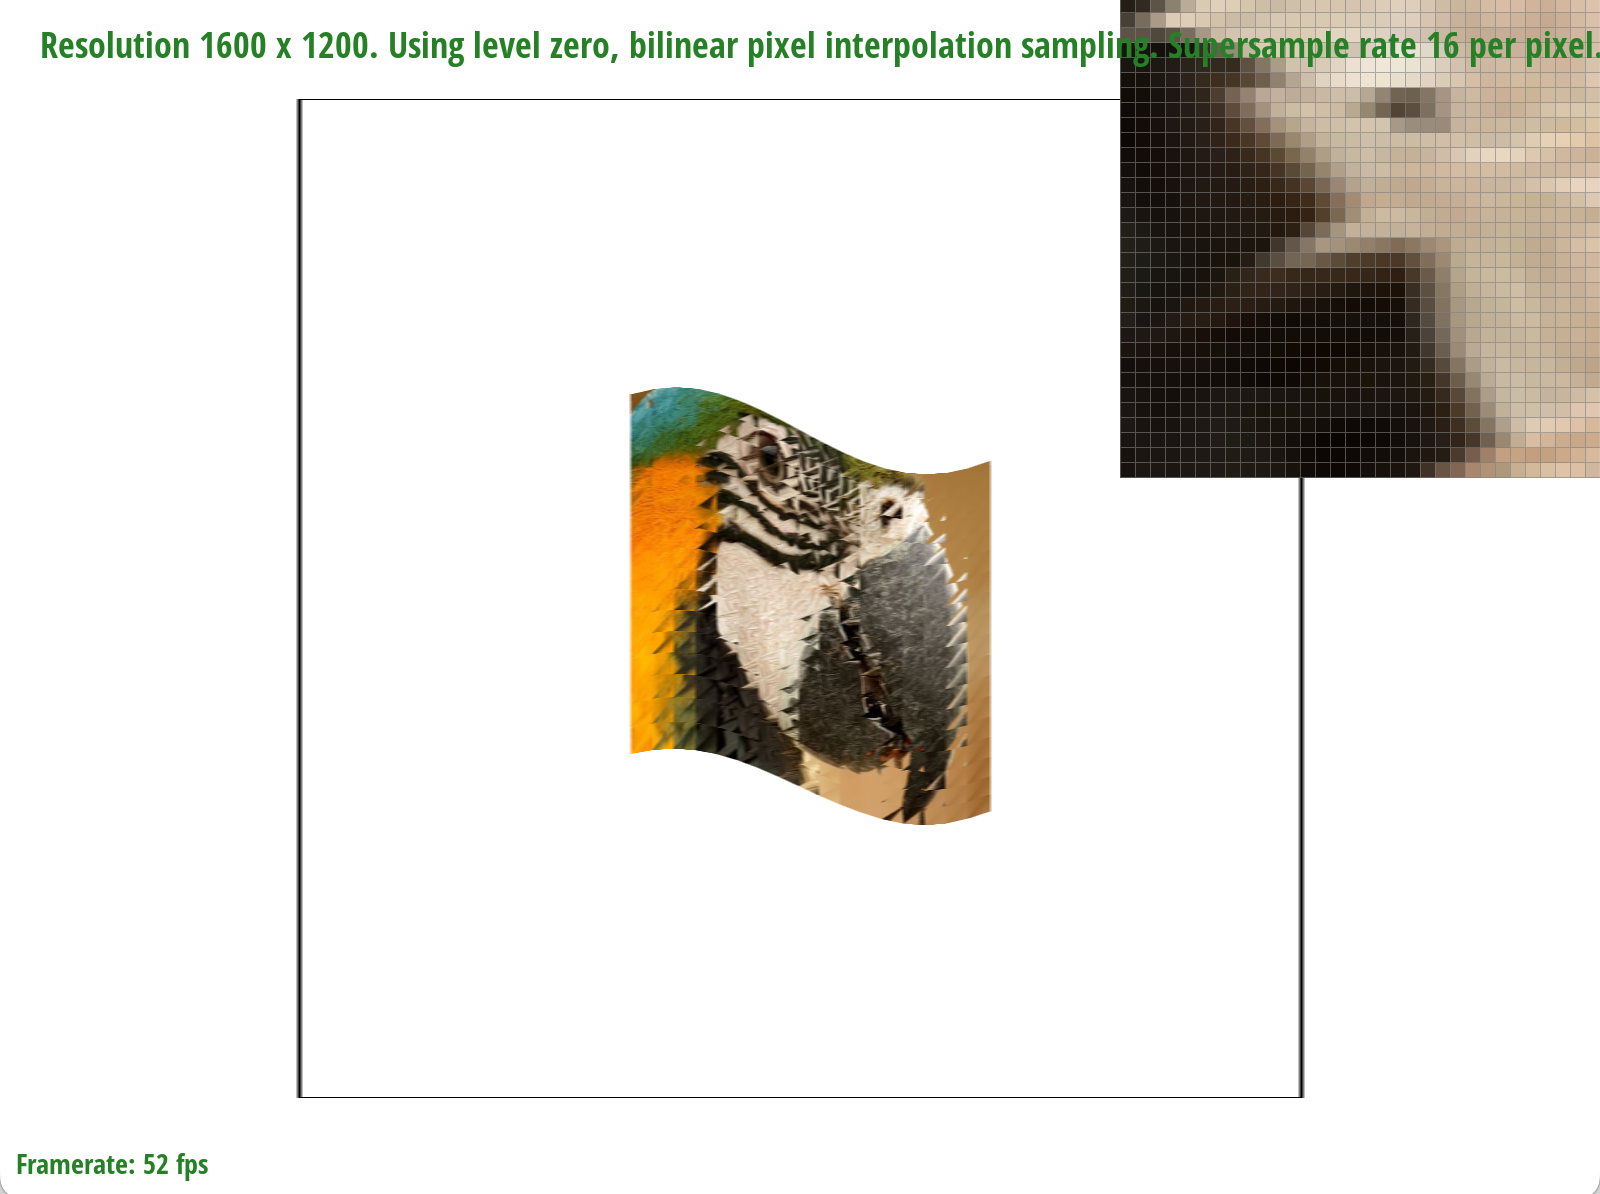 Resolution 1600 x 1200. Using level zero, bilinear pixel interpolation sampling. Supersample rate 16 per pixel.
Framerate: 52 fps